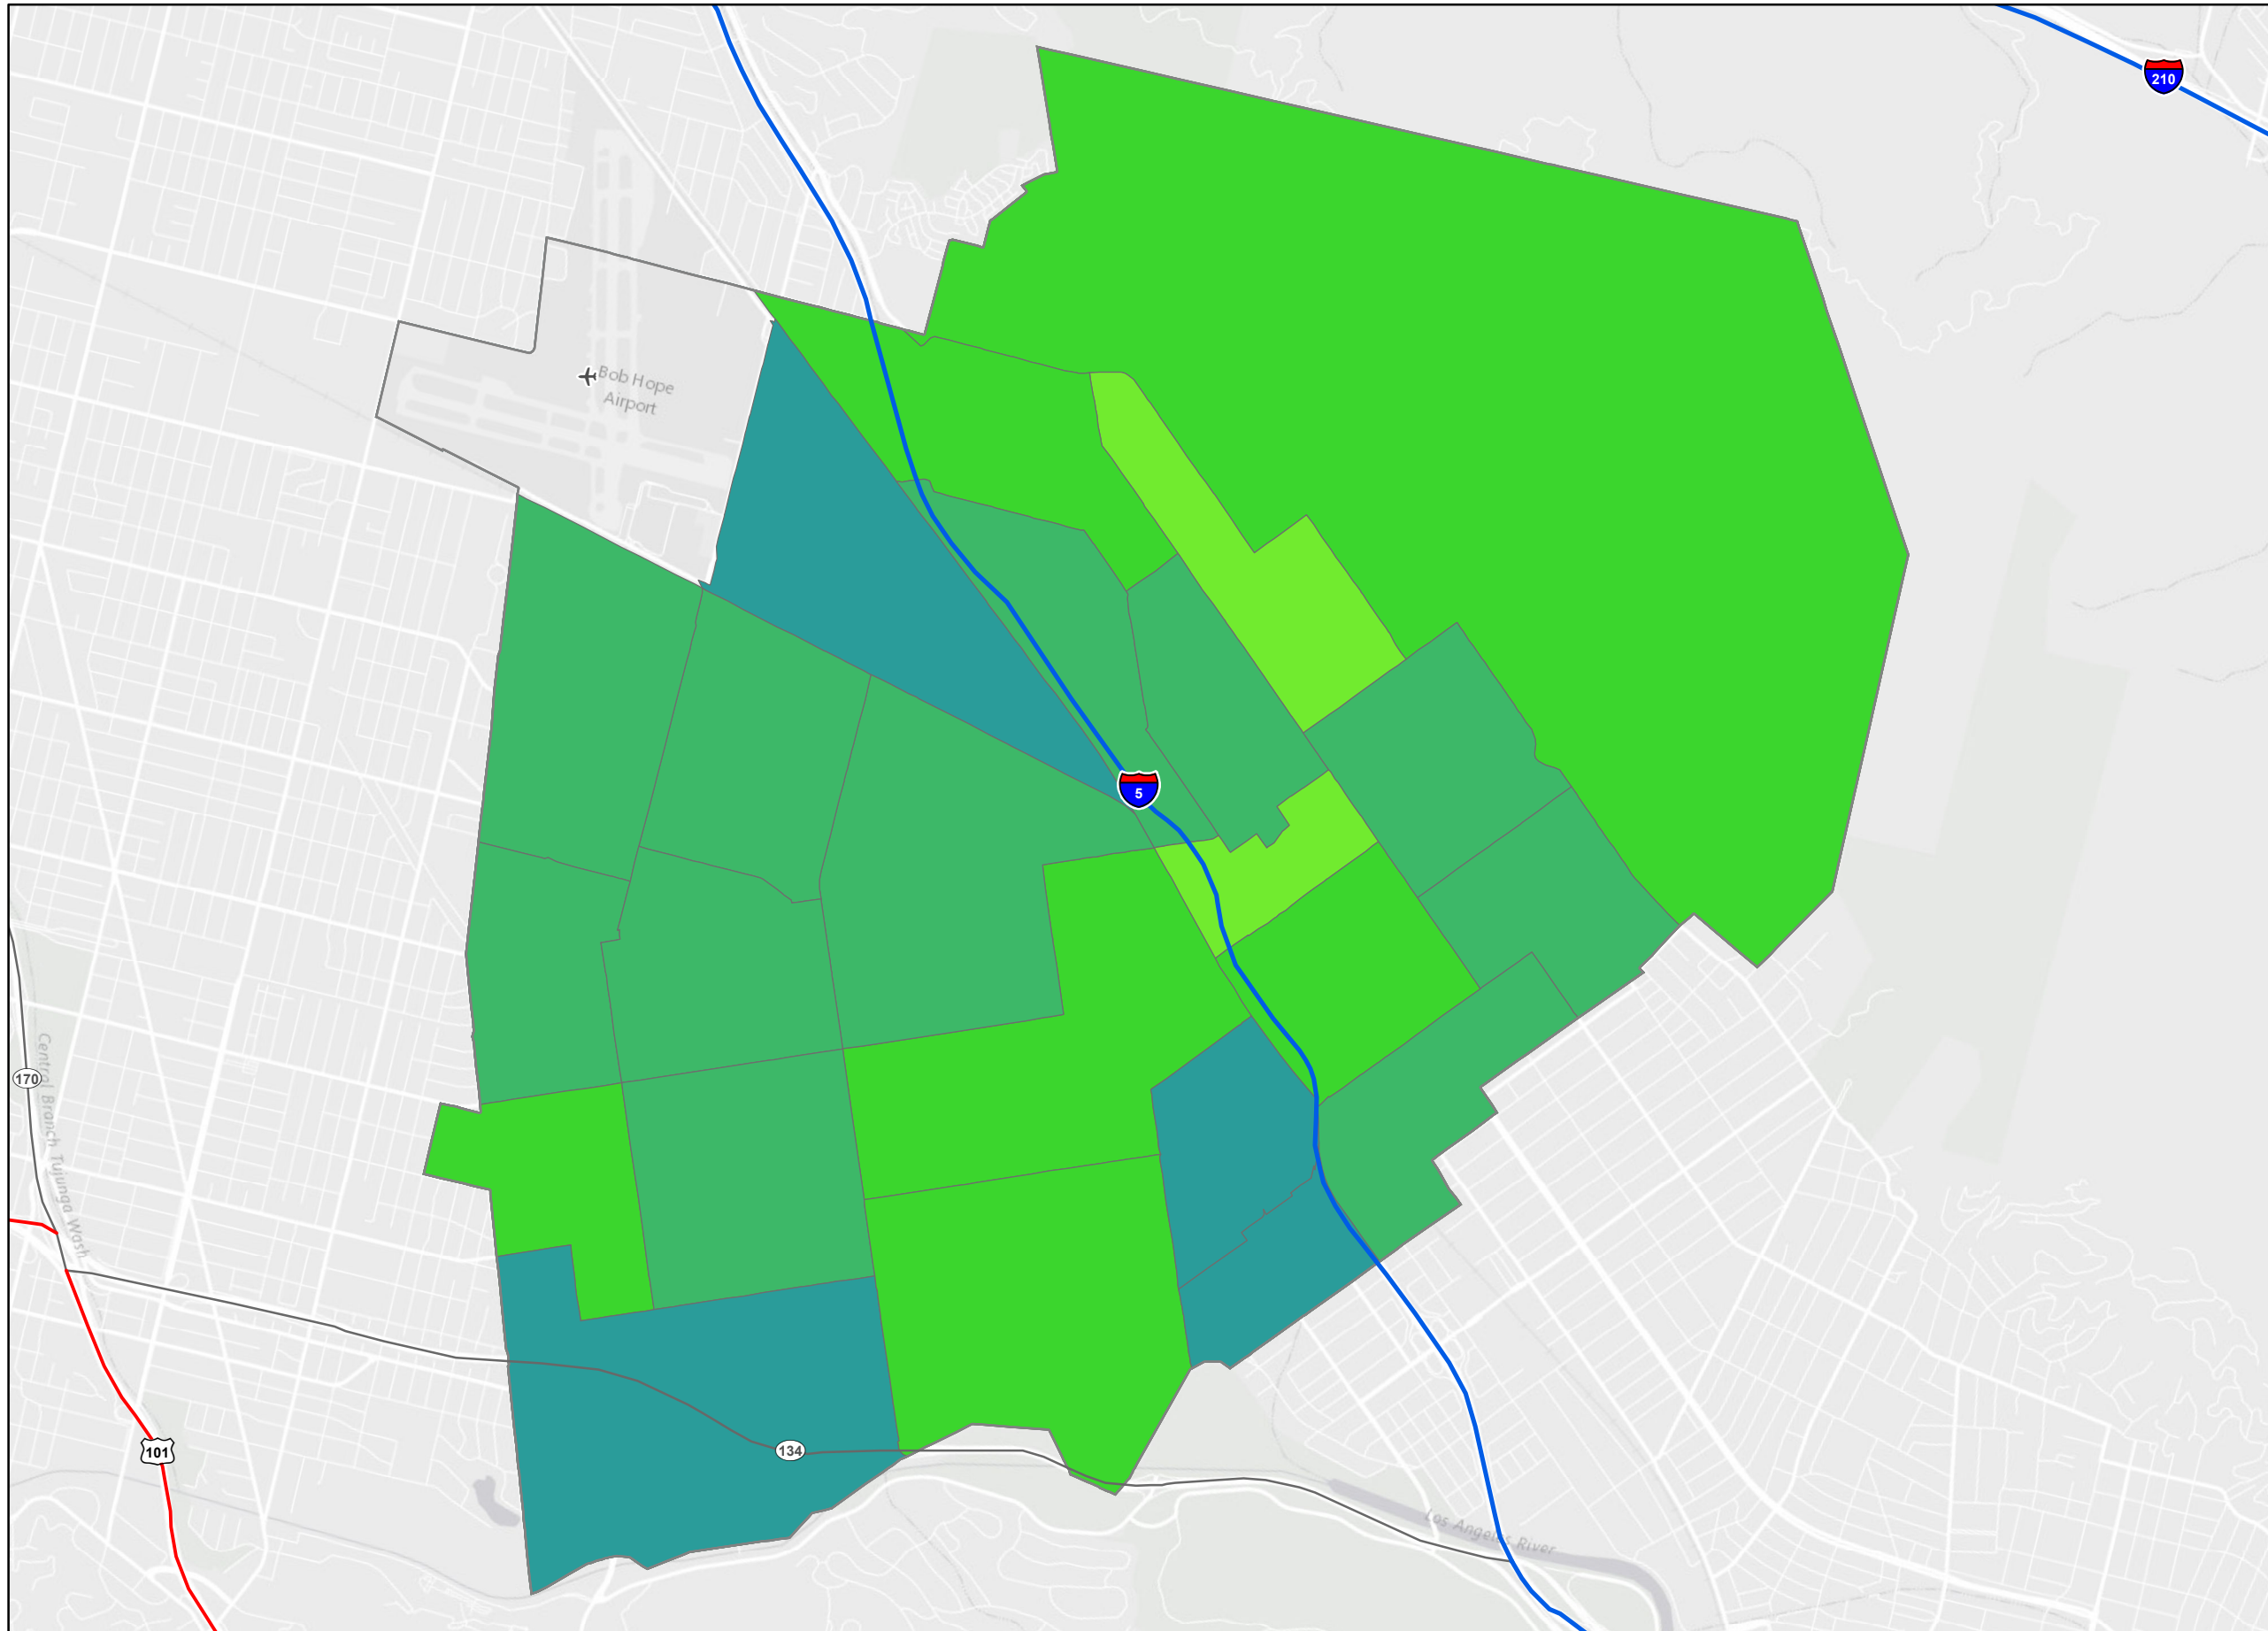 210
Bob Hope
Airport
5
170
Central Branch Tujunga Wash
101
134
Los Angeles River